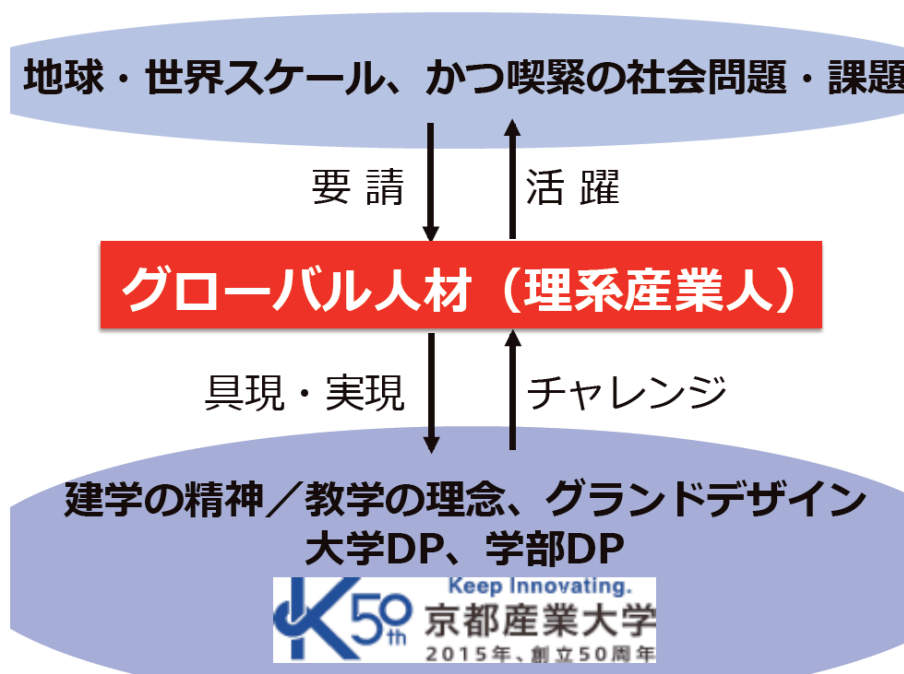 地球・世界スケール、かつ喫緊の社会問題・課題
要 請
活 躍
グローバル人材（理系産業人）
具現・実現
チャレンジ
建学の精神／教学の理念、グランドデザイン
大学DP、学部DP
Keep Innovating.
K50th 京都産業大学
2015年、創立50周年